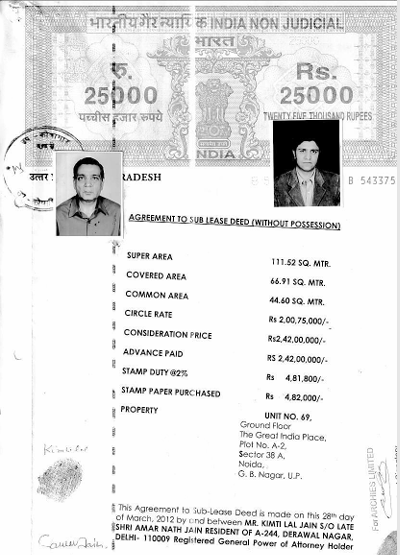 भारतीय गैर न्यायिक INDIA NON JUDICIAL
भारत
रु. Rs.
25000 25000
पच्चीस हजार रूपये TWENTY FIVE THOUSAND RUPEES
INDIA
उत्तर RADESH
B 543375
AGREEMENT TO SUB LEASE DEED (WITHOUT POSSESSION)
SUPER AREA 111.52 SQ. MTR.
COVERED AREA 66.91 SQ. MTR.
COMMON AREA 44.60 SQ. MTR.
CIRCLE RATE Rs 2,00,75,000/-
CONSIDERATION PRICE Rs2,42,00,000/-
ADVANCE PAID RS 2,42,00,000/-
STAMP DUTY @2% Rs 4,81,800/-
STAMP PAPER PURCHASED Rs 4,82,000/-
PROPERTY UNIT NO. 69,
Ground Floor
The Great India Place,
Plot No. A-2,
Sector 38 A,
Noida,
G. B. Nagar, U.P.
For ARCHIES LIMITED
This Agreement to Sub-Lease Deed is made on this 28th day
of March, 2012 by and between MR. KIMTI LAL JAIN S/O LATE
SHRI AMAR NATH JAIN RESIDENT OF A-244, DERAWAL NAGAR,
DELHI- 110009 Registered General Power of Attorney Holder